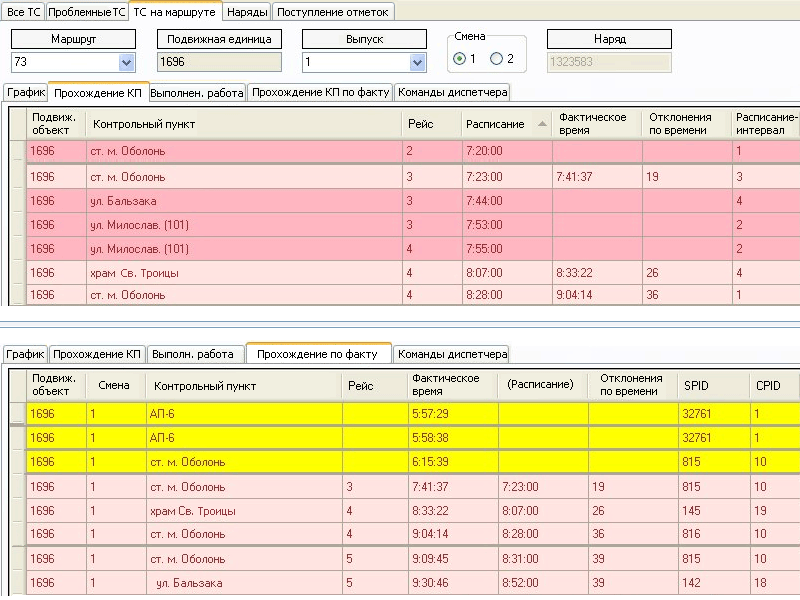 Все ТС Проблемные ТС ТС на маршруте Наряды Поступление отметок
Маршрут Подвижная единица Выпуск Смена Наряд
73 1696 1 1 2 1323583
График Прохождение КП Выполнен. работа Прохождение КП по факту Команды диспетчера
Подвиж. объект Контрольный пункт Рейс Расписание Фактическое время Отклонения по времени Расписание-интервал
1696 ст. м. Оболонь 2 7:20:00 1
1696 ст. м. Оболонь 3 7:23:00 7:41:37 19 3
1696 ул. Бальзака 3 7:44:00 4
1696 ул. Милослав. (101) 3 7:53:00 2
1696 ул. Милослав. (101) 4 7:55:00 2
1696 храм Св. Троицы 4 8:07:00 8:33:22 26 4
1696 ст. м. Оболонь 4 8:28:00 9:04:14 36 1
График Прохождение КП Выполн. работа Прохождение по факту Команды диспетчера
Подвиж. объект Смена Контрольный пункт Рейс Фактическое время (Расписание) Отклонения по времени SPID CPID
1696 1 АП-6 5:57:29 32761 1
1696 1 АП-6 5:58:38 32761 1
1696 1 ст. м. Оболонь 6:15:39 815 10
1696 1 ст. м. Оболонь 3 7:41:37 7:23:00 19 815 10
1696 1 храм Св. Троицы 4 8:33:22 8:07:00 26 145 19
1696 1 ст. м. Оболонь 4 9:04:14 8:28:00 36 816 10
1696 1 ст. м. Оболонь 5 9:09:45 8:31:00 39 815 10
1696 1 ул. Бальзака 5 9:30:46 8:52:00 39 142 18